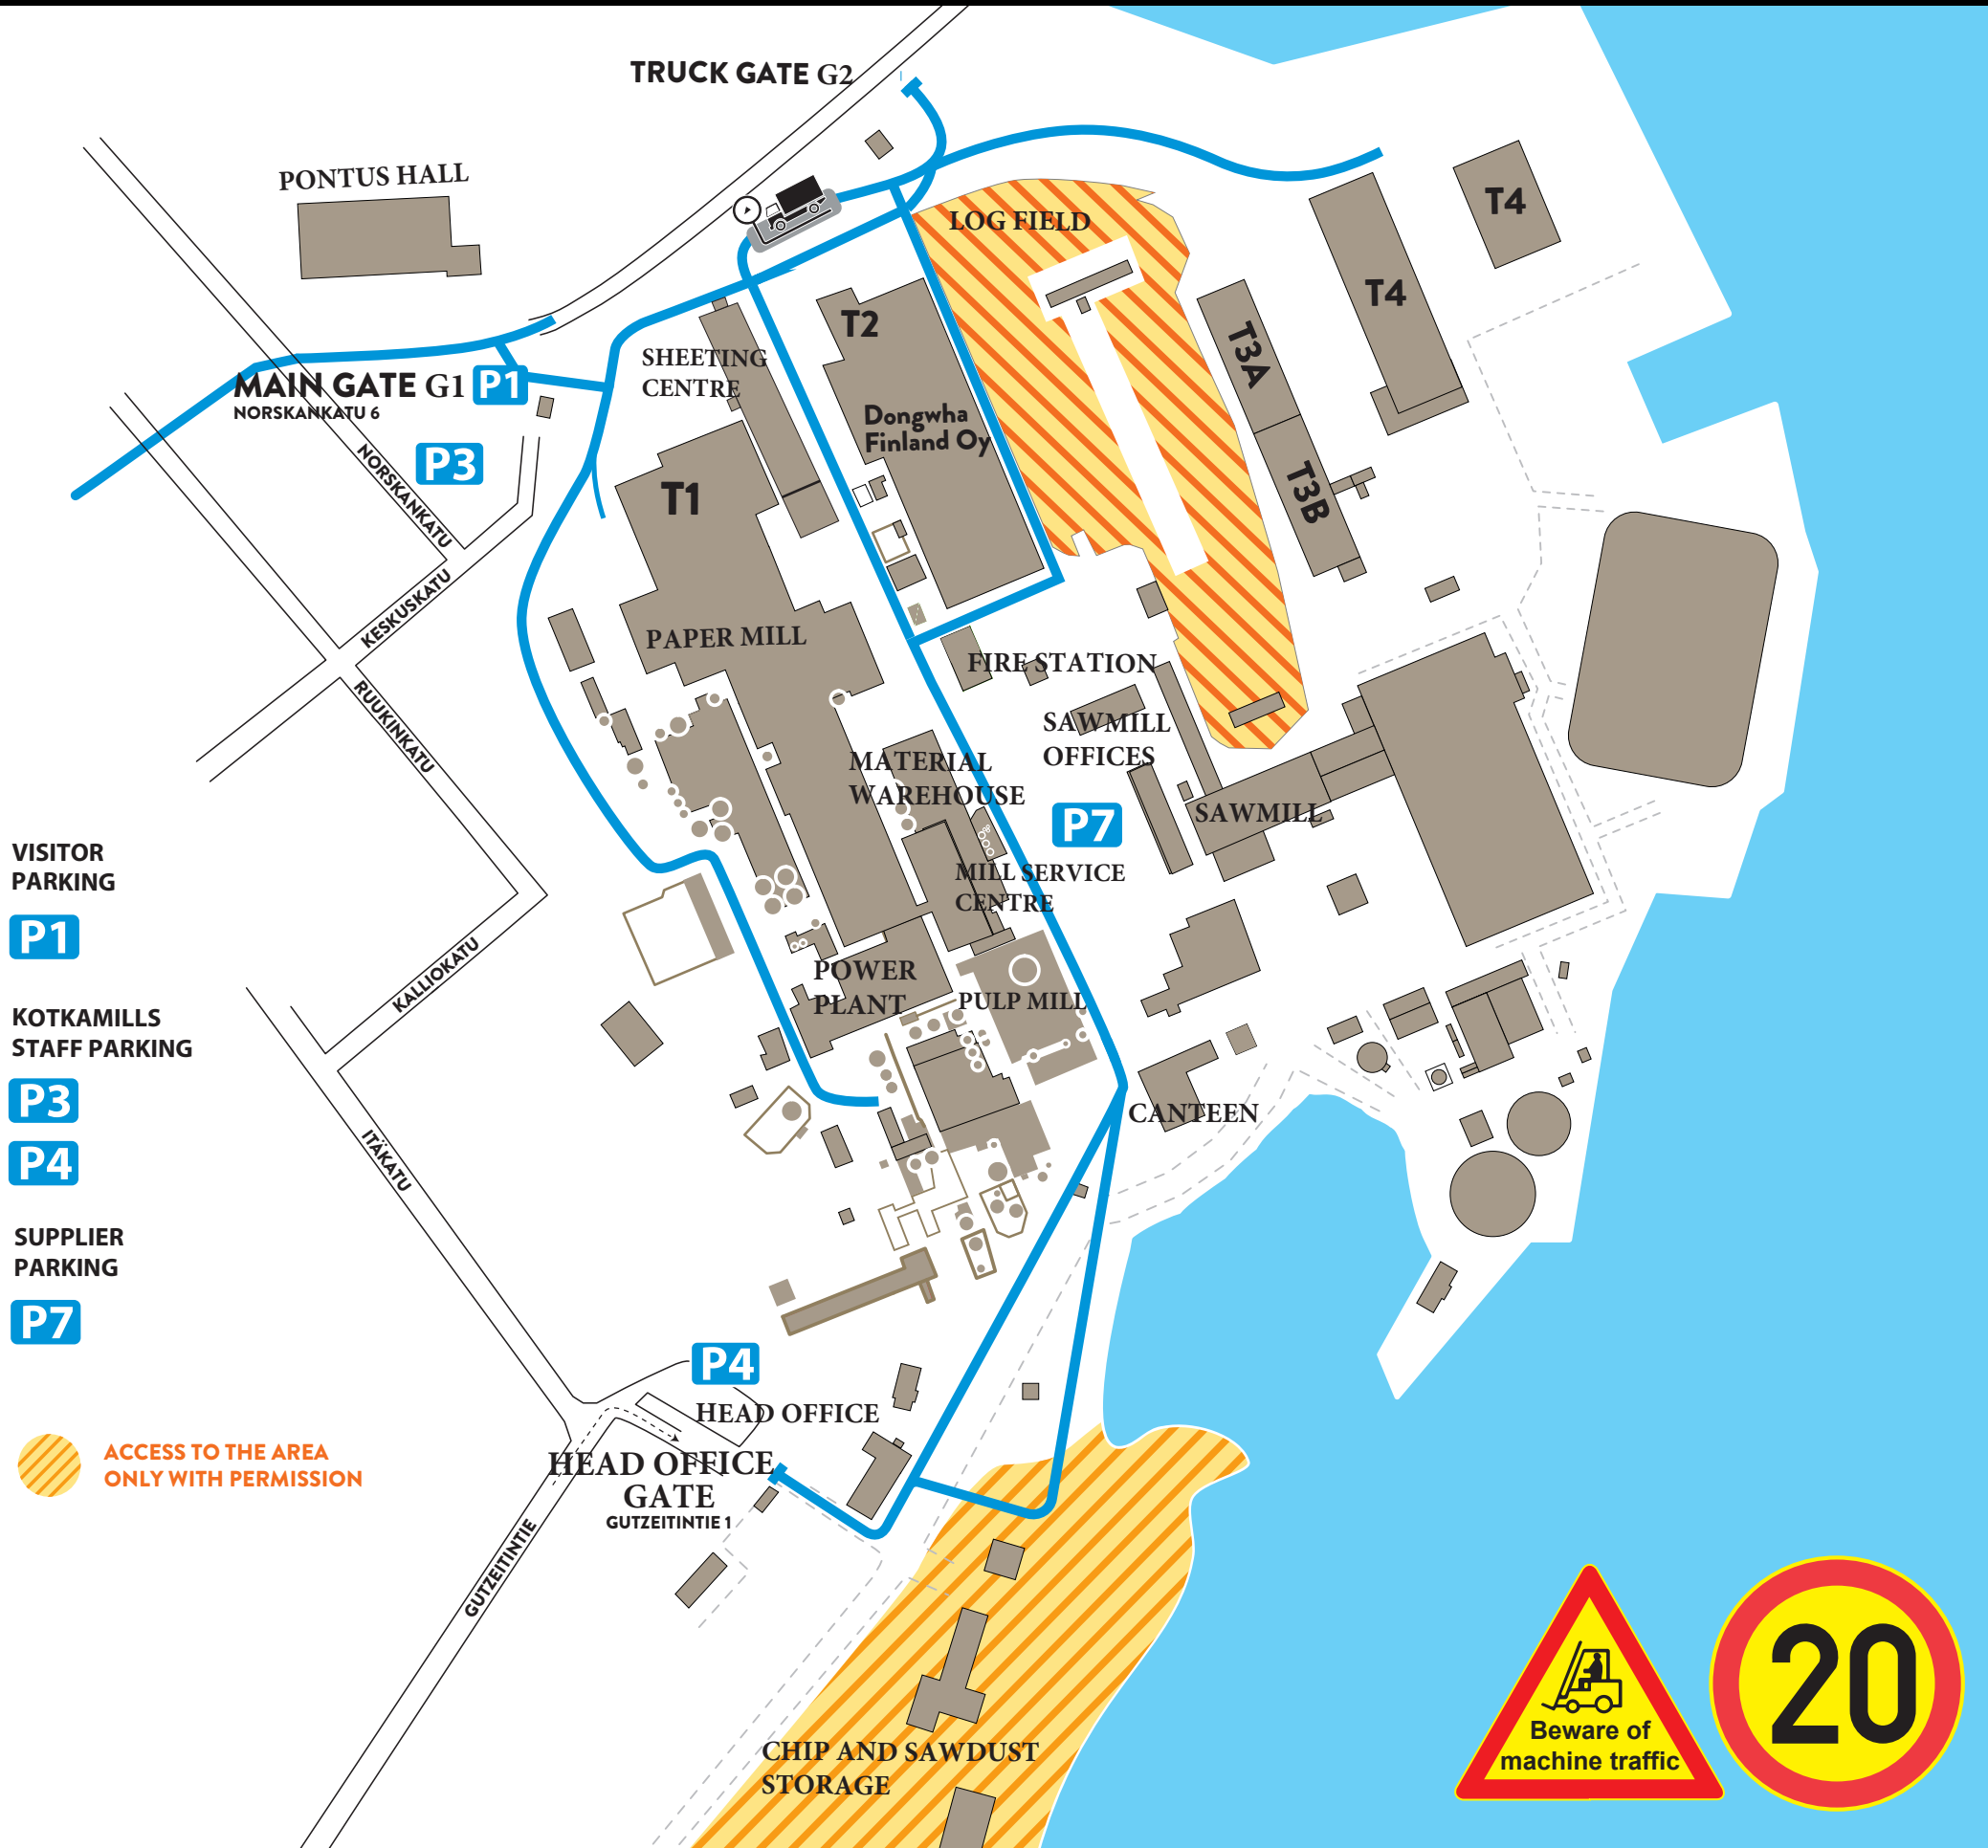 TRUCK GATE G2
PONTUS HALL
LOG FIELD
T4
T4
T2
T3A
SHEETING
CENTRE
MAIN GATE G1 P1
NORSKANKATU 6
Dongwha
Finland Oy
P3
NORSKANKATU
T1
T3B
KESKUSKATU
PAPER MILL
FIRE STATION
RUUKINKATU
SAWMILL
OFFICES
MATERIAL
WAREHOUSE
P7
SAWMILL
VISITOR
PARKING
P1
MILL SERVICE
CENTRE
KALLIOKATU
POWER
PLANT
PULP MILL
KOTKAMILLS
STAFF PARKING
P3
P4
CANTEEN
ITÄKATU
SUPPLIER
PARKING
P7
P4
HEAD OFFICE
ACCESS TO THE AREA
ONLY WITH PERMISSION
HEAD OFFICE
GATE
GUTZEITINTIE 1
GUTZEITINTIE
CHIP AND SAWDUST
STORAGE
Beware of
machine traffic
20